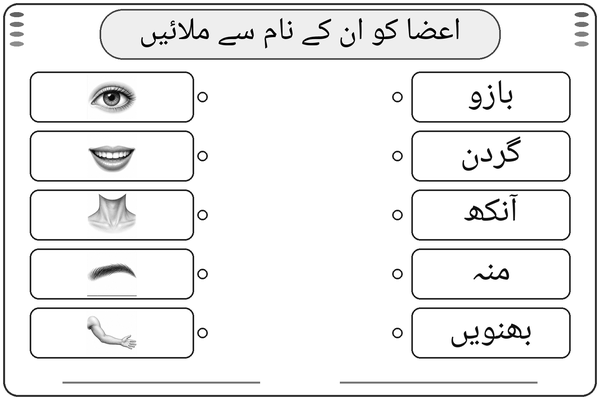 اعضا کو ان کے نام سے ملائیں
بازو
گردن
آنکھ
منہ
بھنویں